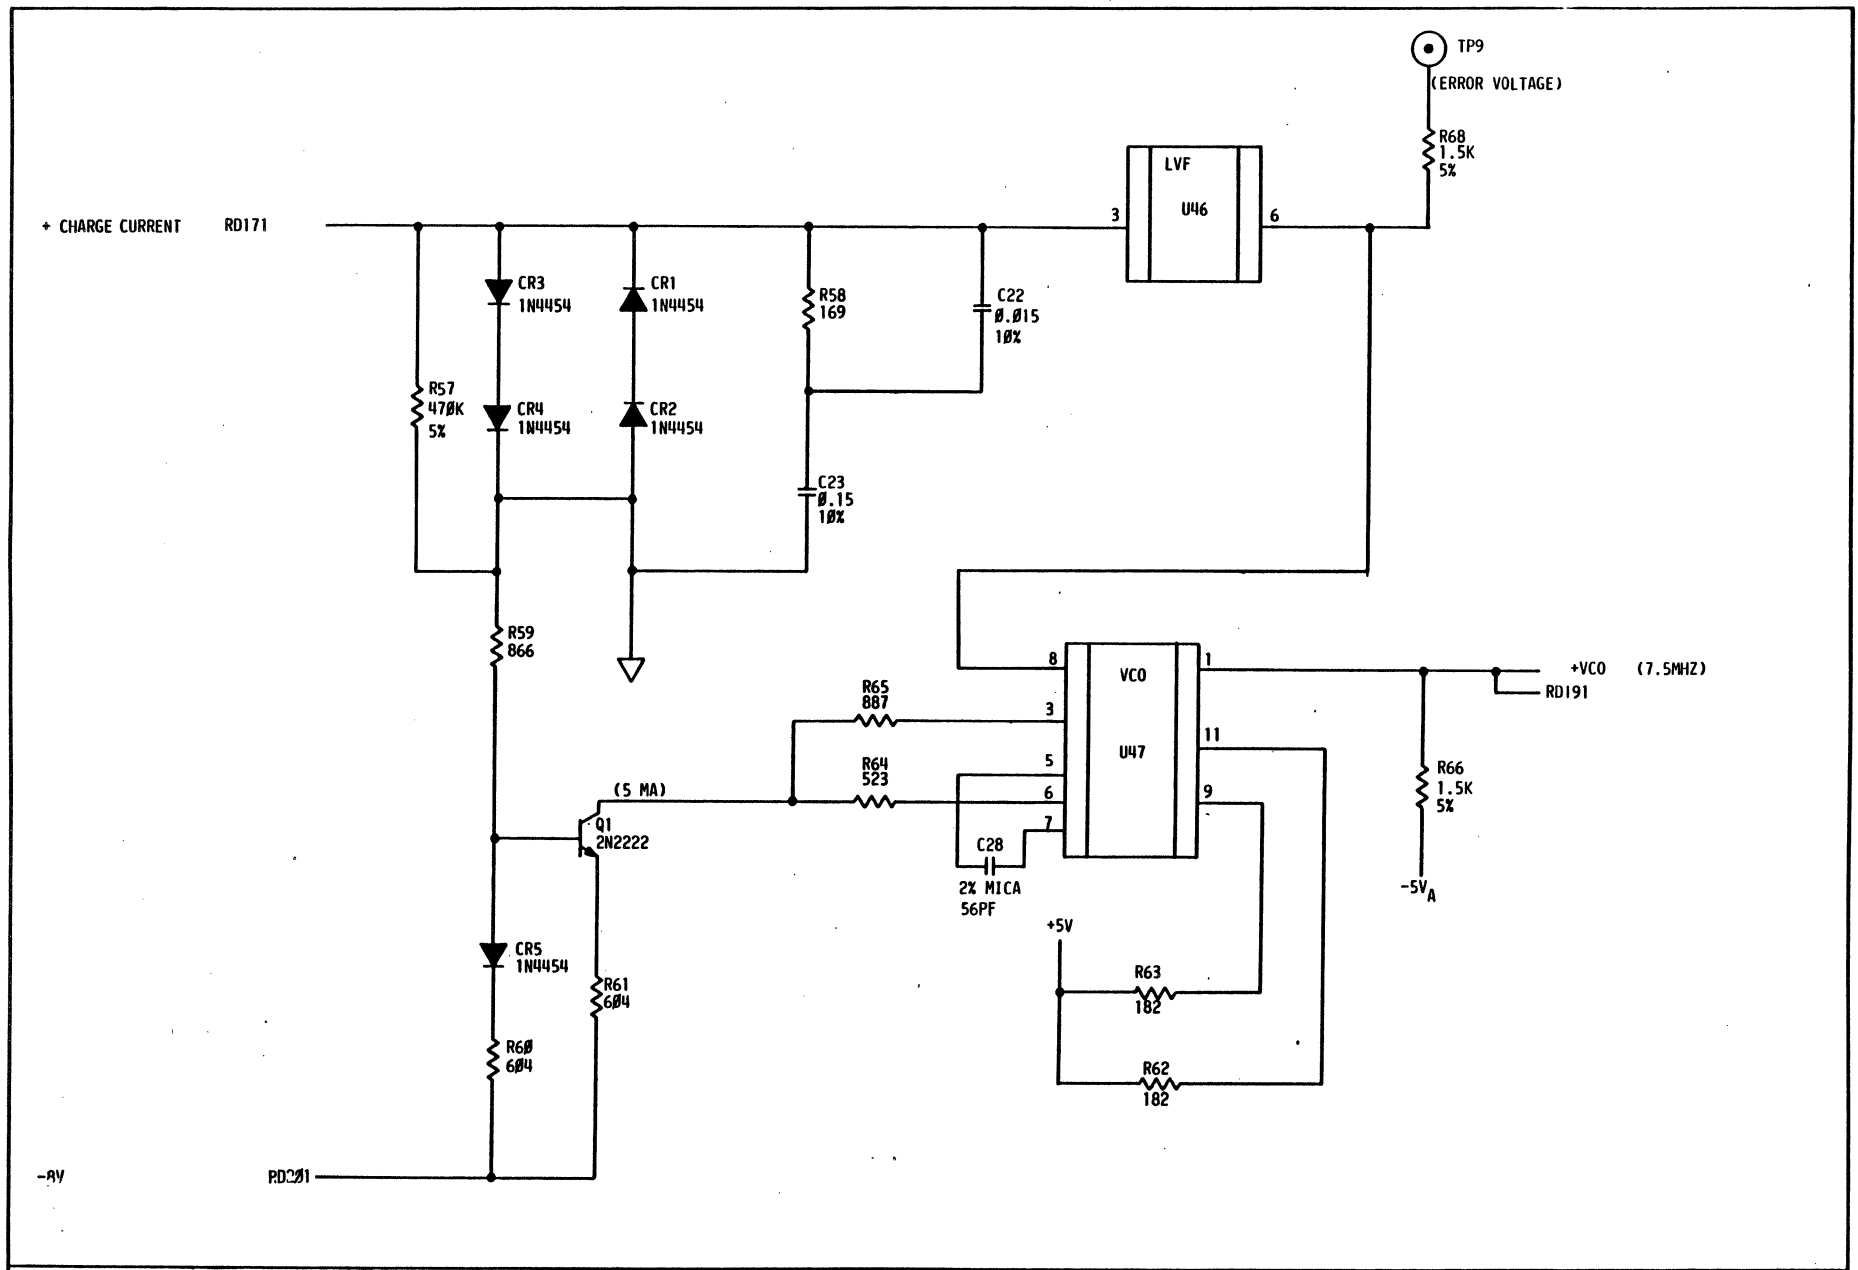 TP9
(ERROR VOLTAGE)
R68
1.5K
5%
LVF
U46
3
6
+ CHARGE CURRENT RD171
CR3
1N4454
CR1
1N4454
R58
169
C22
Ø.Ø15
1Ø%
R57
47ØK
5%
CR4
1N4454
CR2
1N4454
C23
Ø.15
1Ø%
R59
866
8
VCO
1
+VCO (7.5MHZ)
RD191
R65
887
3
11
U47
R64
523
5
6
7
9
R66
1.5K
5%
(5 MA)
Q1
2N2222
C28
2% MICA
56PF
-5VA
+5V
CR5
1N4454
R63
182
R61
6Ø4
R6Ø
6Ø4
R62
182
-8V RD2Ø1